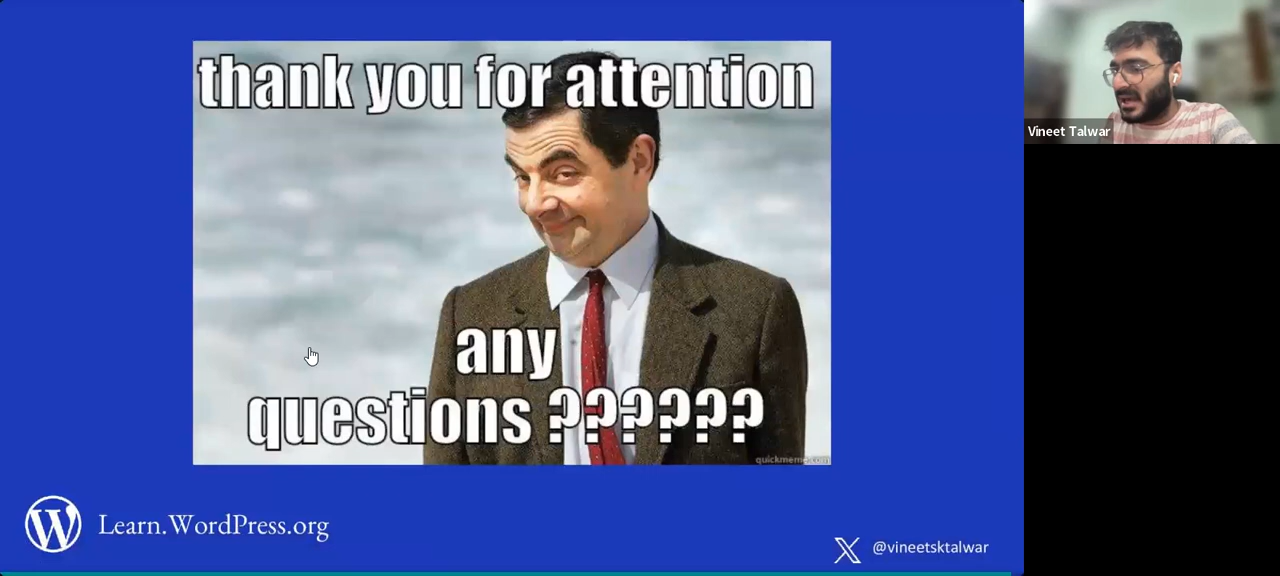 thank you for attention
any
questions ??????
quickmeme.com
Learn.WordPress.org
@vineetsktalwar
Vineet Talwar